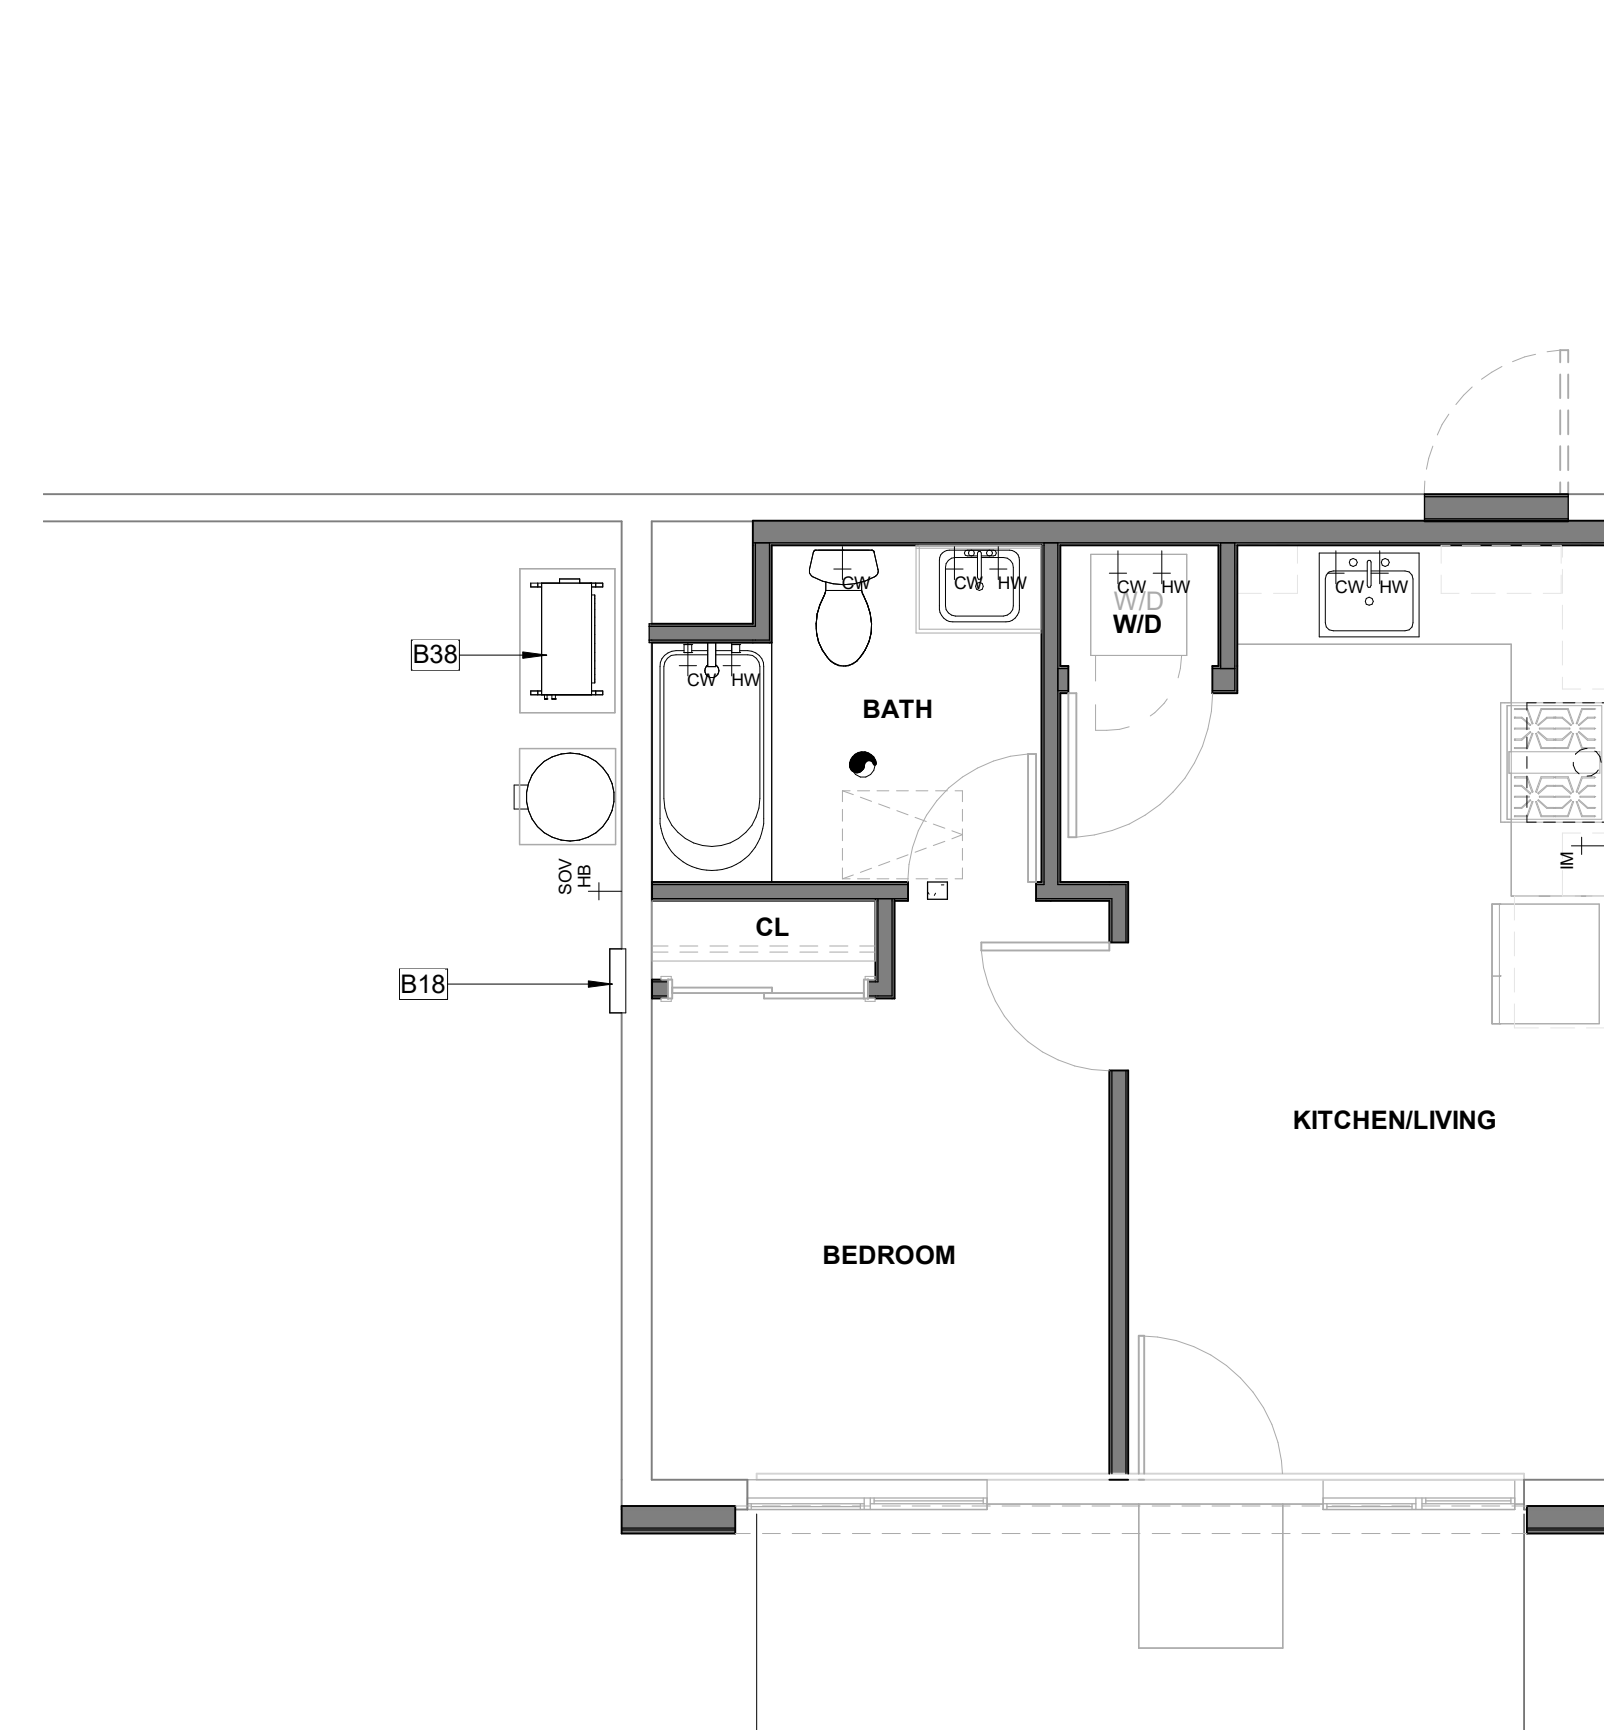 CW
CW
HW
CW
HW
W/D
W/D
CW
HW
B38
CW
HW
BATH
SOV
HB
IM
CL
B18
KITCHEN/LIVING
BEDROOM